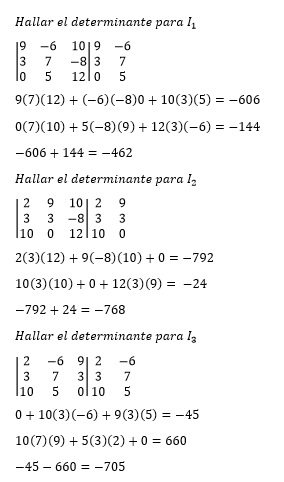 Hallar el determinante para I₁
|9 −6 10| 9 −6
|3 7 −8| 3 7
|0 5 12| 0 5
9(7)(12) + (−6)(−8)0 + 10(3)(5) = −606
0(7)(10) + 5(−8)(9) + 12(3)(−6) = −144
−606 + 144 = −462
Hallar el determinante para I₂
|2 9 10| 2 9
|3 3 −8| 3 3
|10 0 12| 10 0
2(3)(12) + 9(−8)(10) + 0 = −792
10(3)(10) + 0 + 12(3)(9) = −24
−792 + 24 = −768
Hallar el determinante para I₃
|2 −6 9| 2 −6
|3 7 3| 3 7
|10 5 0| 10 5
0 + 10(3)(−6) + 9(3)(5) = −45
10(7)(9) + 5(3)(2) + 0 = 660
−45 − 660 = −705